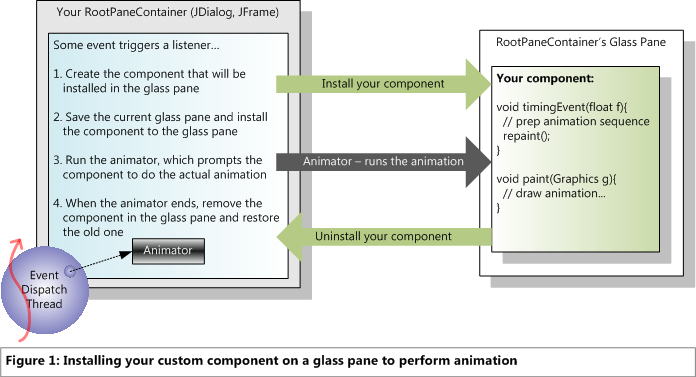 Your RootPaneContainer (JDialog, JFrame)
Some event triggers a listener...
1. Create the component that will be
installed in the glass pane
2. Save the current glass pane and install
the component to the glass pane
3. Run the animator, which prompts the
component to do the actual animation
4. When the animator ends, remove the
component in the glass pane and restore
the old one
Animator
Event
Dispatch
Thread
Install your component
Animator – runs the animation
Uninstall your component
RootPaneContainer's Glass Pane
Your component:
void timingEvent(float f){
// prep animation sequence
repaint();
}
void paint(Graphics g){
// draw animation...
}
Figure 1: Installing your custom component on a glass pane to perform animation